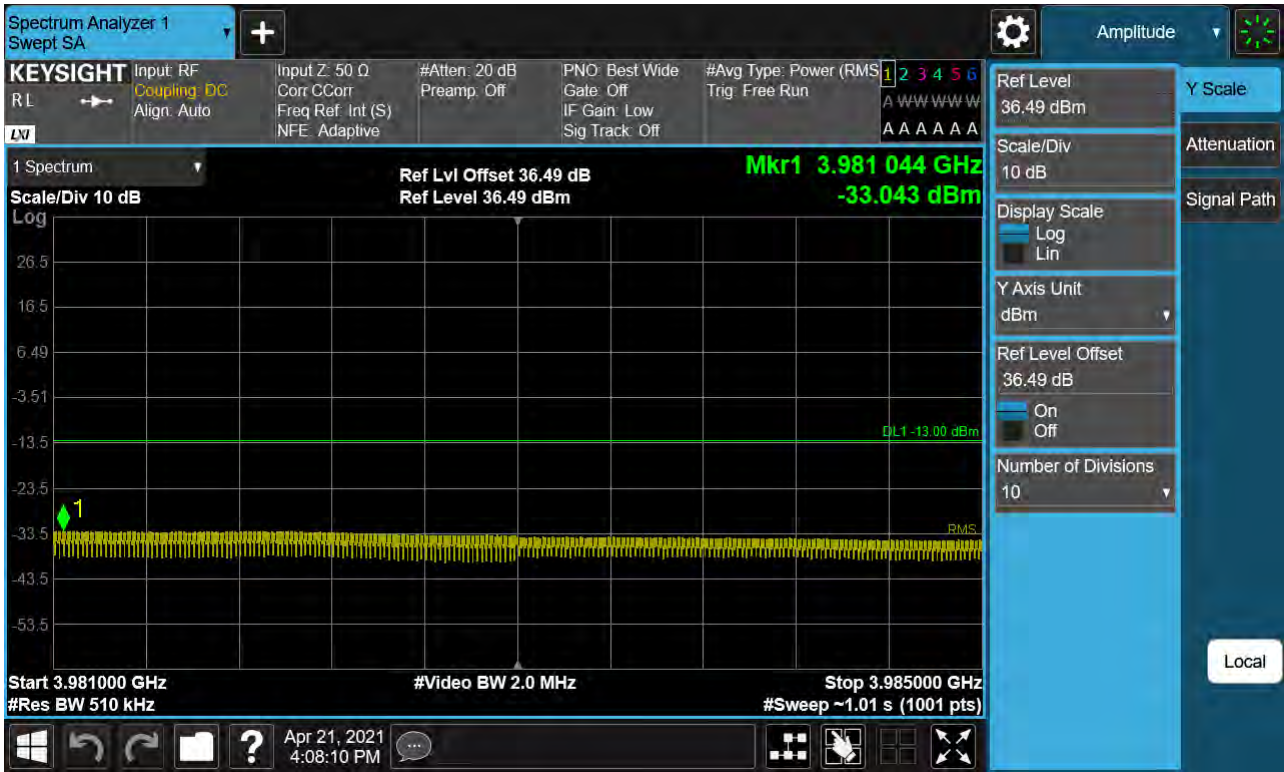 Spectrum Analyzer 1
Swept SA
+
Amplitude
KEYSIGHT
RL
LXI
Input: RF
Coupling: DC
Align: Auto
Input Z: 50 Ω
Corr CCorr
Freq Ref: Int (S)
NFE: Adaptive
#Atten: 20 dB
Preamp: Off
PNO: Best Wide
Gate: Off
IF Gain: Low
Sig Track: Off
#Avg Type: Power (RMS
Trig: Free Run
1 2 3 4 5 6
A W W W W W
A A A A A A
1 Spectrum
Scale/Div 10 dB
Log
Ref Lvl Offset 36.49 dB
Ref Level 36.49 dBm
Mkr1 3.981 044 GHz
-33.043 dBm
26.5
16.5
6.49
-3.51
-13.5
-23.5
-33.5
-43.5
-53.5
DL1 -13.00 dBm
1
RMS
Start 3.981000 GHz
#Res BW 510 kHz
#Video BW 2.0 MHz
Stop 3.985000 GHz
#Sweep ~1.01 s (1001 pts)
Ref Level
36.49 dBm
Scale/Div
10 dB
Display Scale
Log
Lin
Y Axis Unit
dBm
Ref Level Offset
36.49 dB
On
Off
Number of Divisions
10
Y Scale
Attenuation
Signal Path
Local
?
Apr 21, 2021
4:08:10 PM